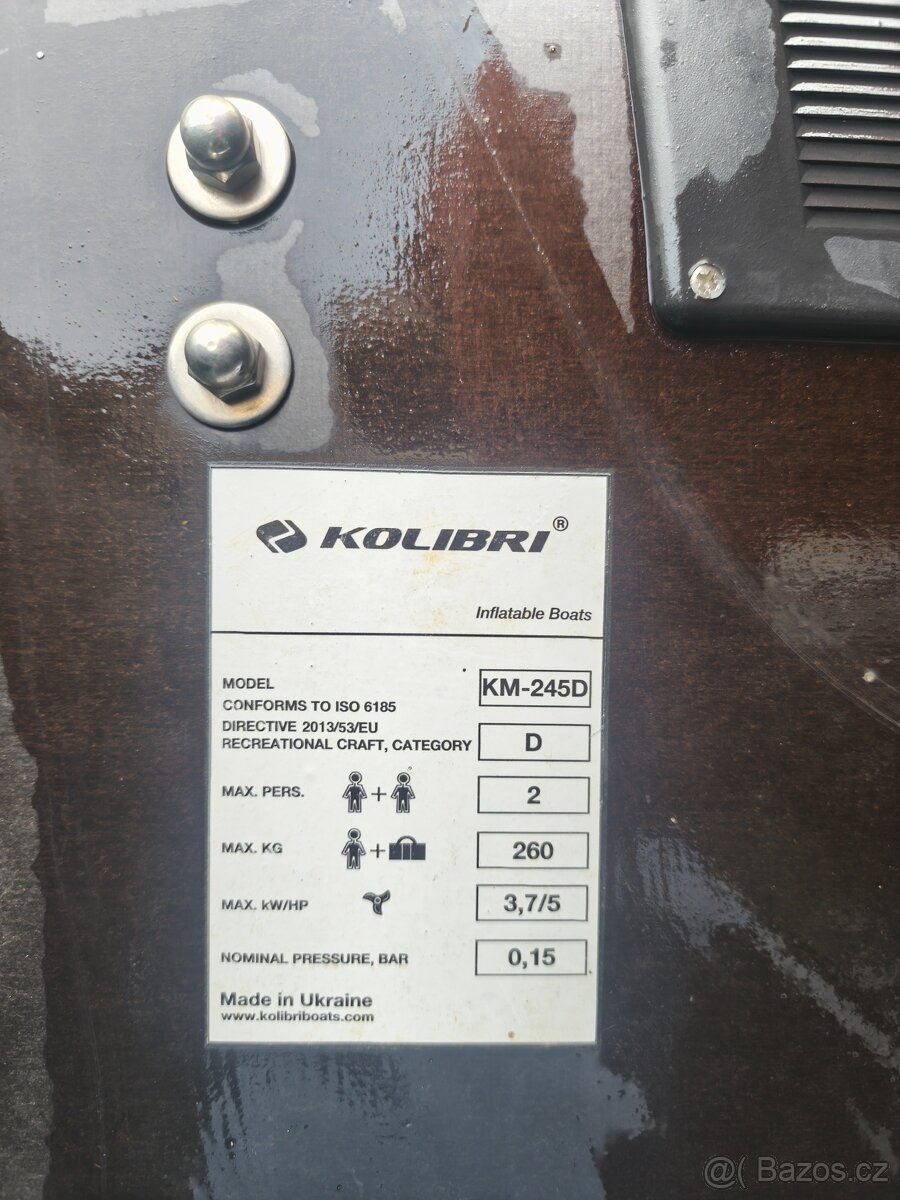 KOLIBRI®
Inflatable Boats
MODEL KM-245D
CONFORMS TO ISO 6185
DIRECTIVE 2013/53/EU
RECREATIONAL CRAFT, CATEGORY D
MAX. PERS. + 2
MAX. KG + 260
MAX. kW/HP 3,7/5
NOMINAL PRESSURE, BAR 0,15
Made in Ukraine
www.kolibriboats.com
@( Bazos.cz